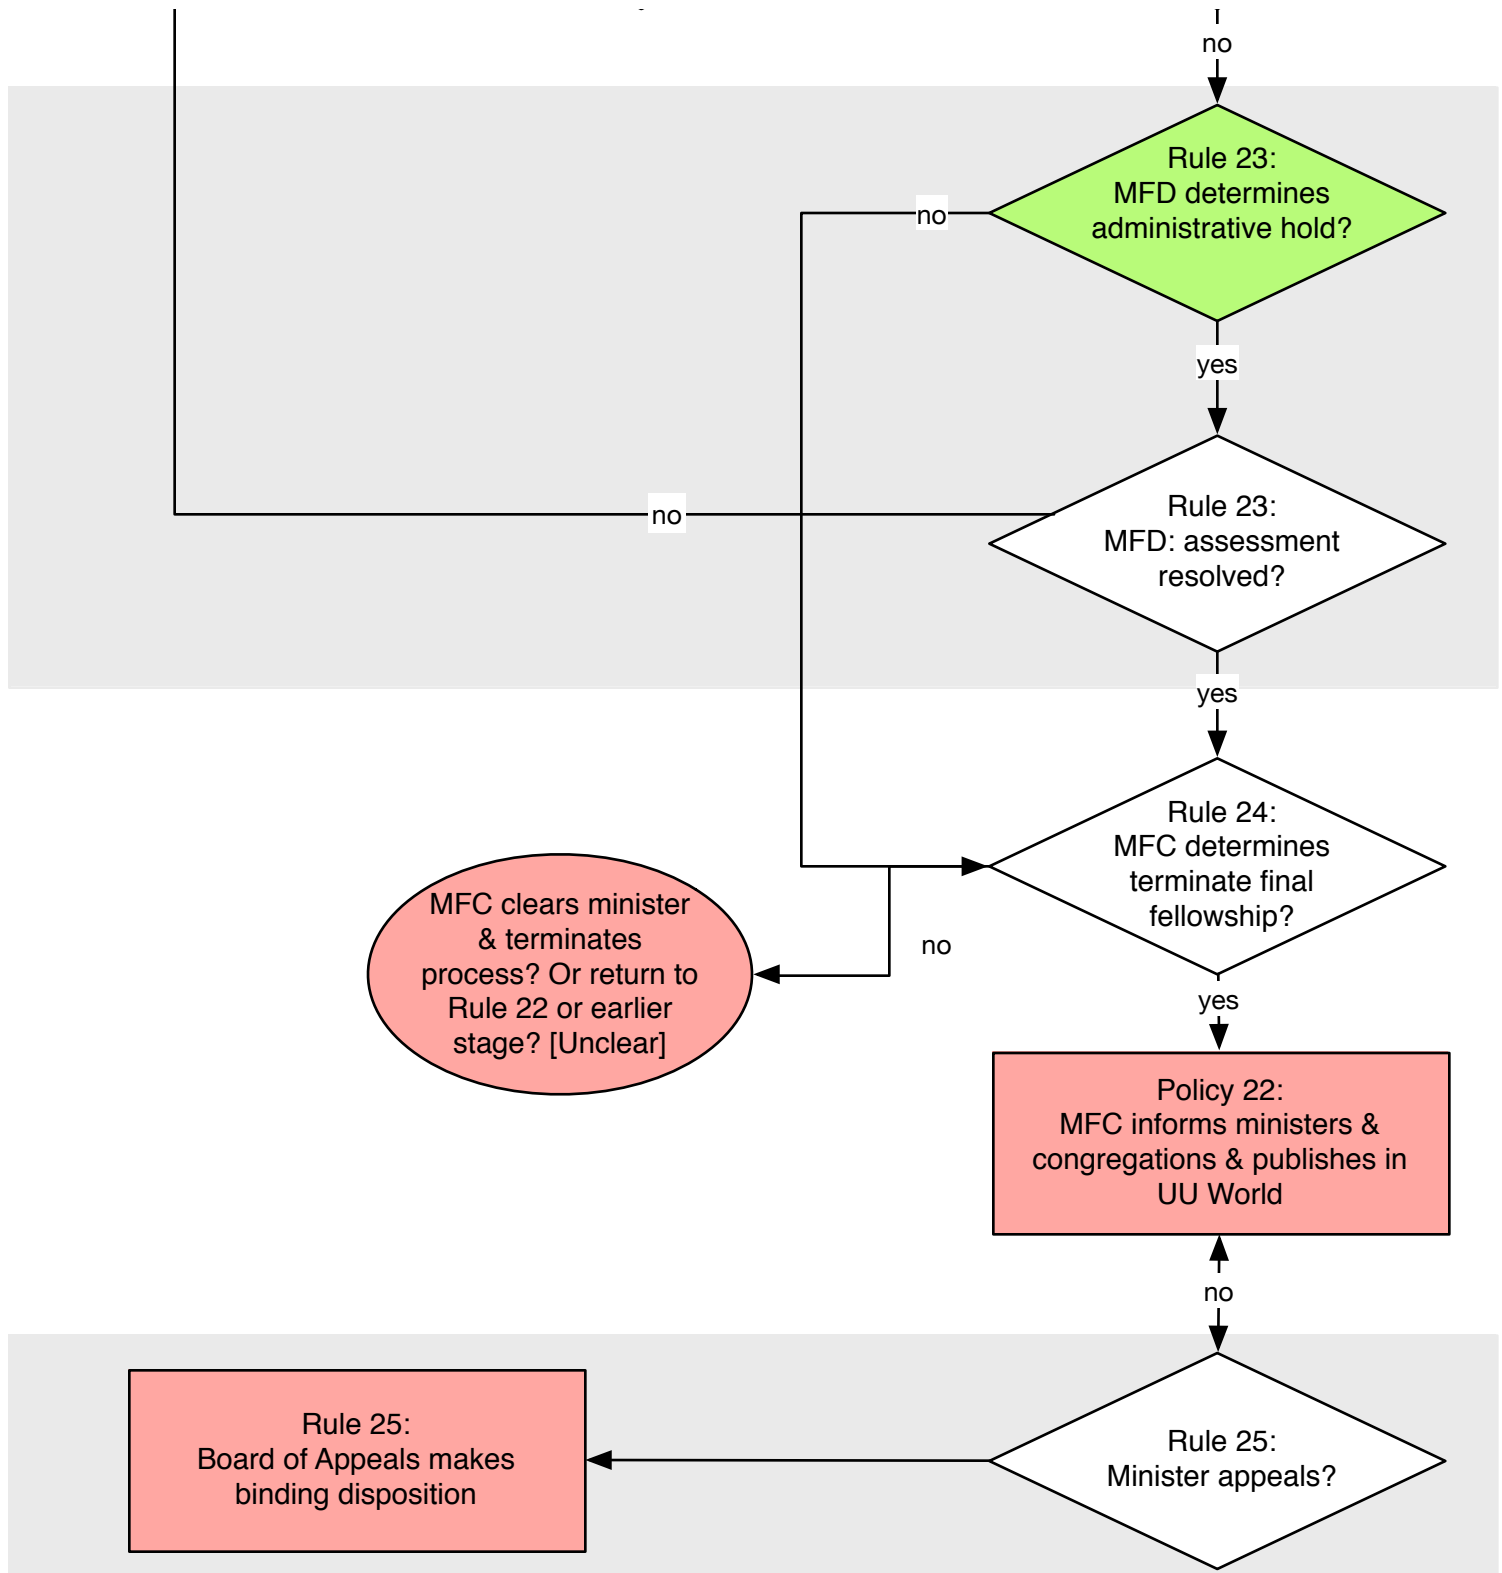 no
Rule 23:
MFD determines
administrative hold?
no
yes
Rule 23:
MFD: assessment
resolved?
no
yes
Rule 24:
MFC determines
terminate final
fellowship?
MFC clears minister
& terminates
process? Or return to
Rule 22 or earlier
stage? [Unclear]
no
yes
Policy 22:
MFC informs ministers &
congregations & publishes in
UU World
no
Rule 25:
Board of Appeals makes
binding disposition
Rule 25:
Minister appeals?